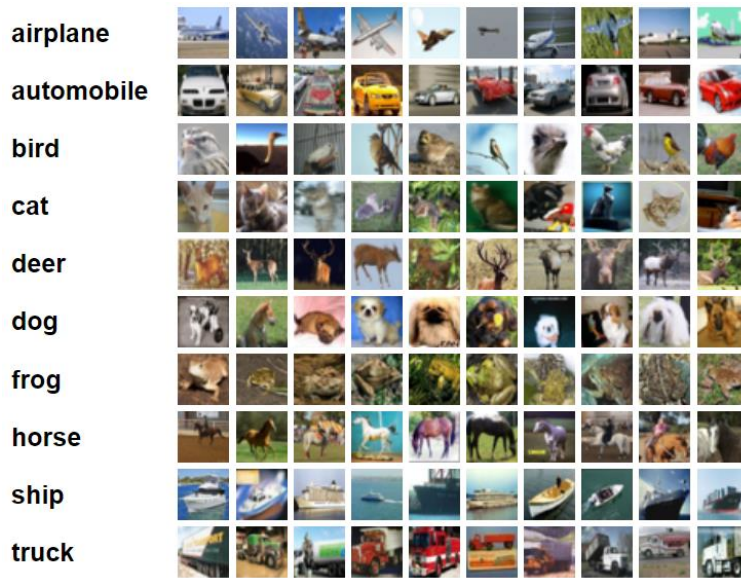 airplane
automobile
bird
cat
deer
dog
frog
horse
ship
truck